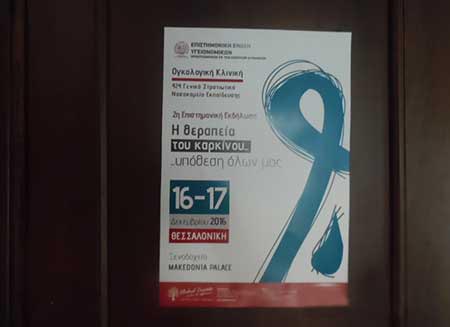 ΕΠΙΣΤΗΜΟΝΙΚΗ ΕΝΩΣΗ
ΥΓΕΙΟΝΟΜΙΚΩΝ
Ογκολογική Κλινική
424 Γενικό Στρατιωτικό
Νοσοκομείο Εκπαίδευσης
2η Επιστημονική Εκδήλωση
Η θεραπεία
του καρκίνου...
...υπόθεση όλων μας
16-17
Δεκεμβρίου 2016
ΘΕΣΣΑΛΟΝΙΚΗ
Ξενοδοχείο
MAKEDONIA PALACE